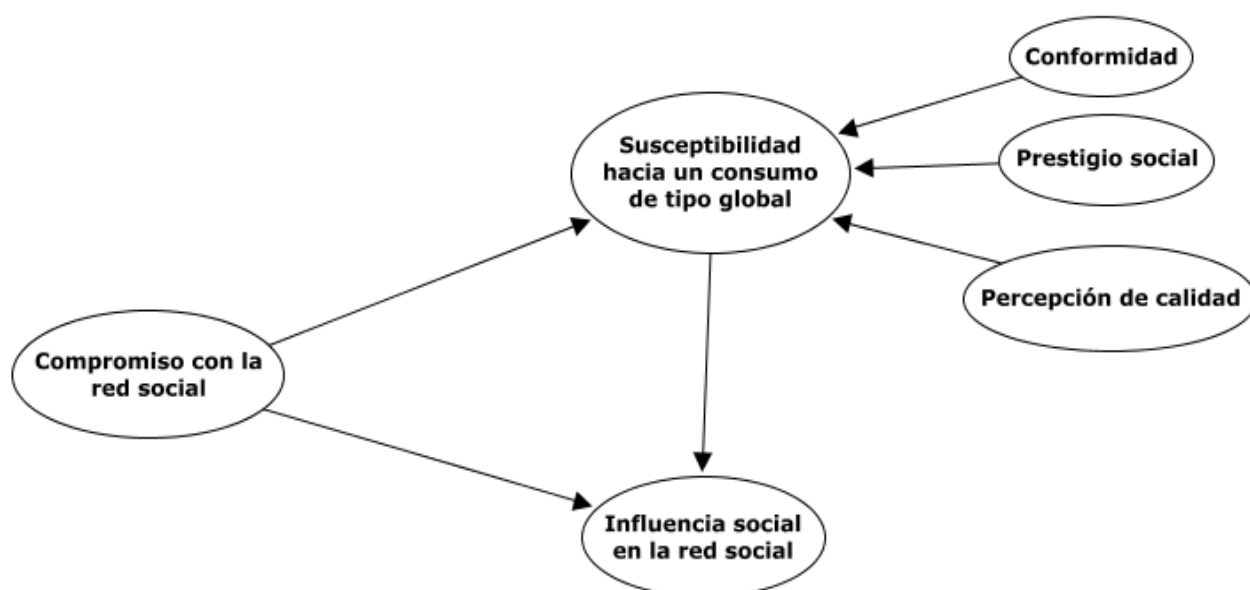 Conformidad
Susceptibilidad
hacia un consumo
de tipo global
Prestigio social
Percepción de calidad
Compromiso con la
red social
Influencia social
en la red social